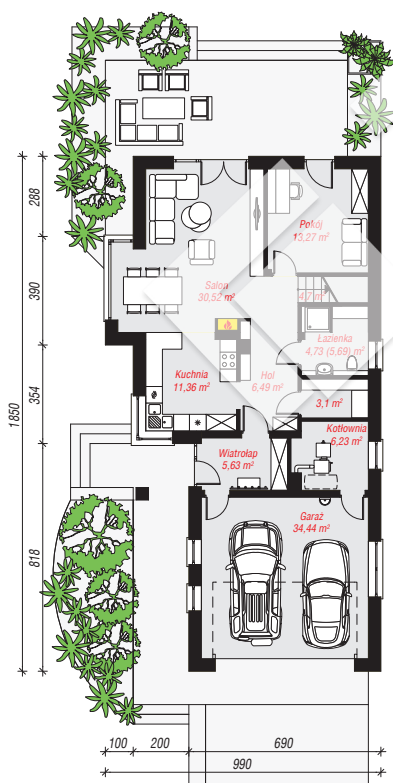 288
390
354
1850
818
Pokój
13,27 m²
Salon
30,52 m²
4,7 m²
Łazienka
4,73 (5,69) m²
Kuchnia
11,36 m²
Hol
6,49 m²
3,1 m²
Kotłownia
6,23 m²
Wiatrołap
5,63 m²
Garaż
34,44 m²
100 200 690
990